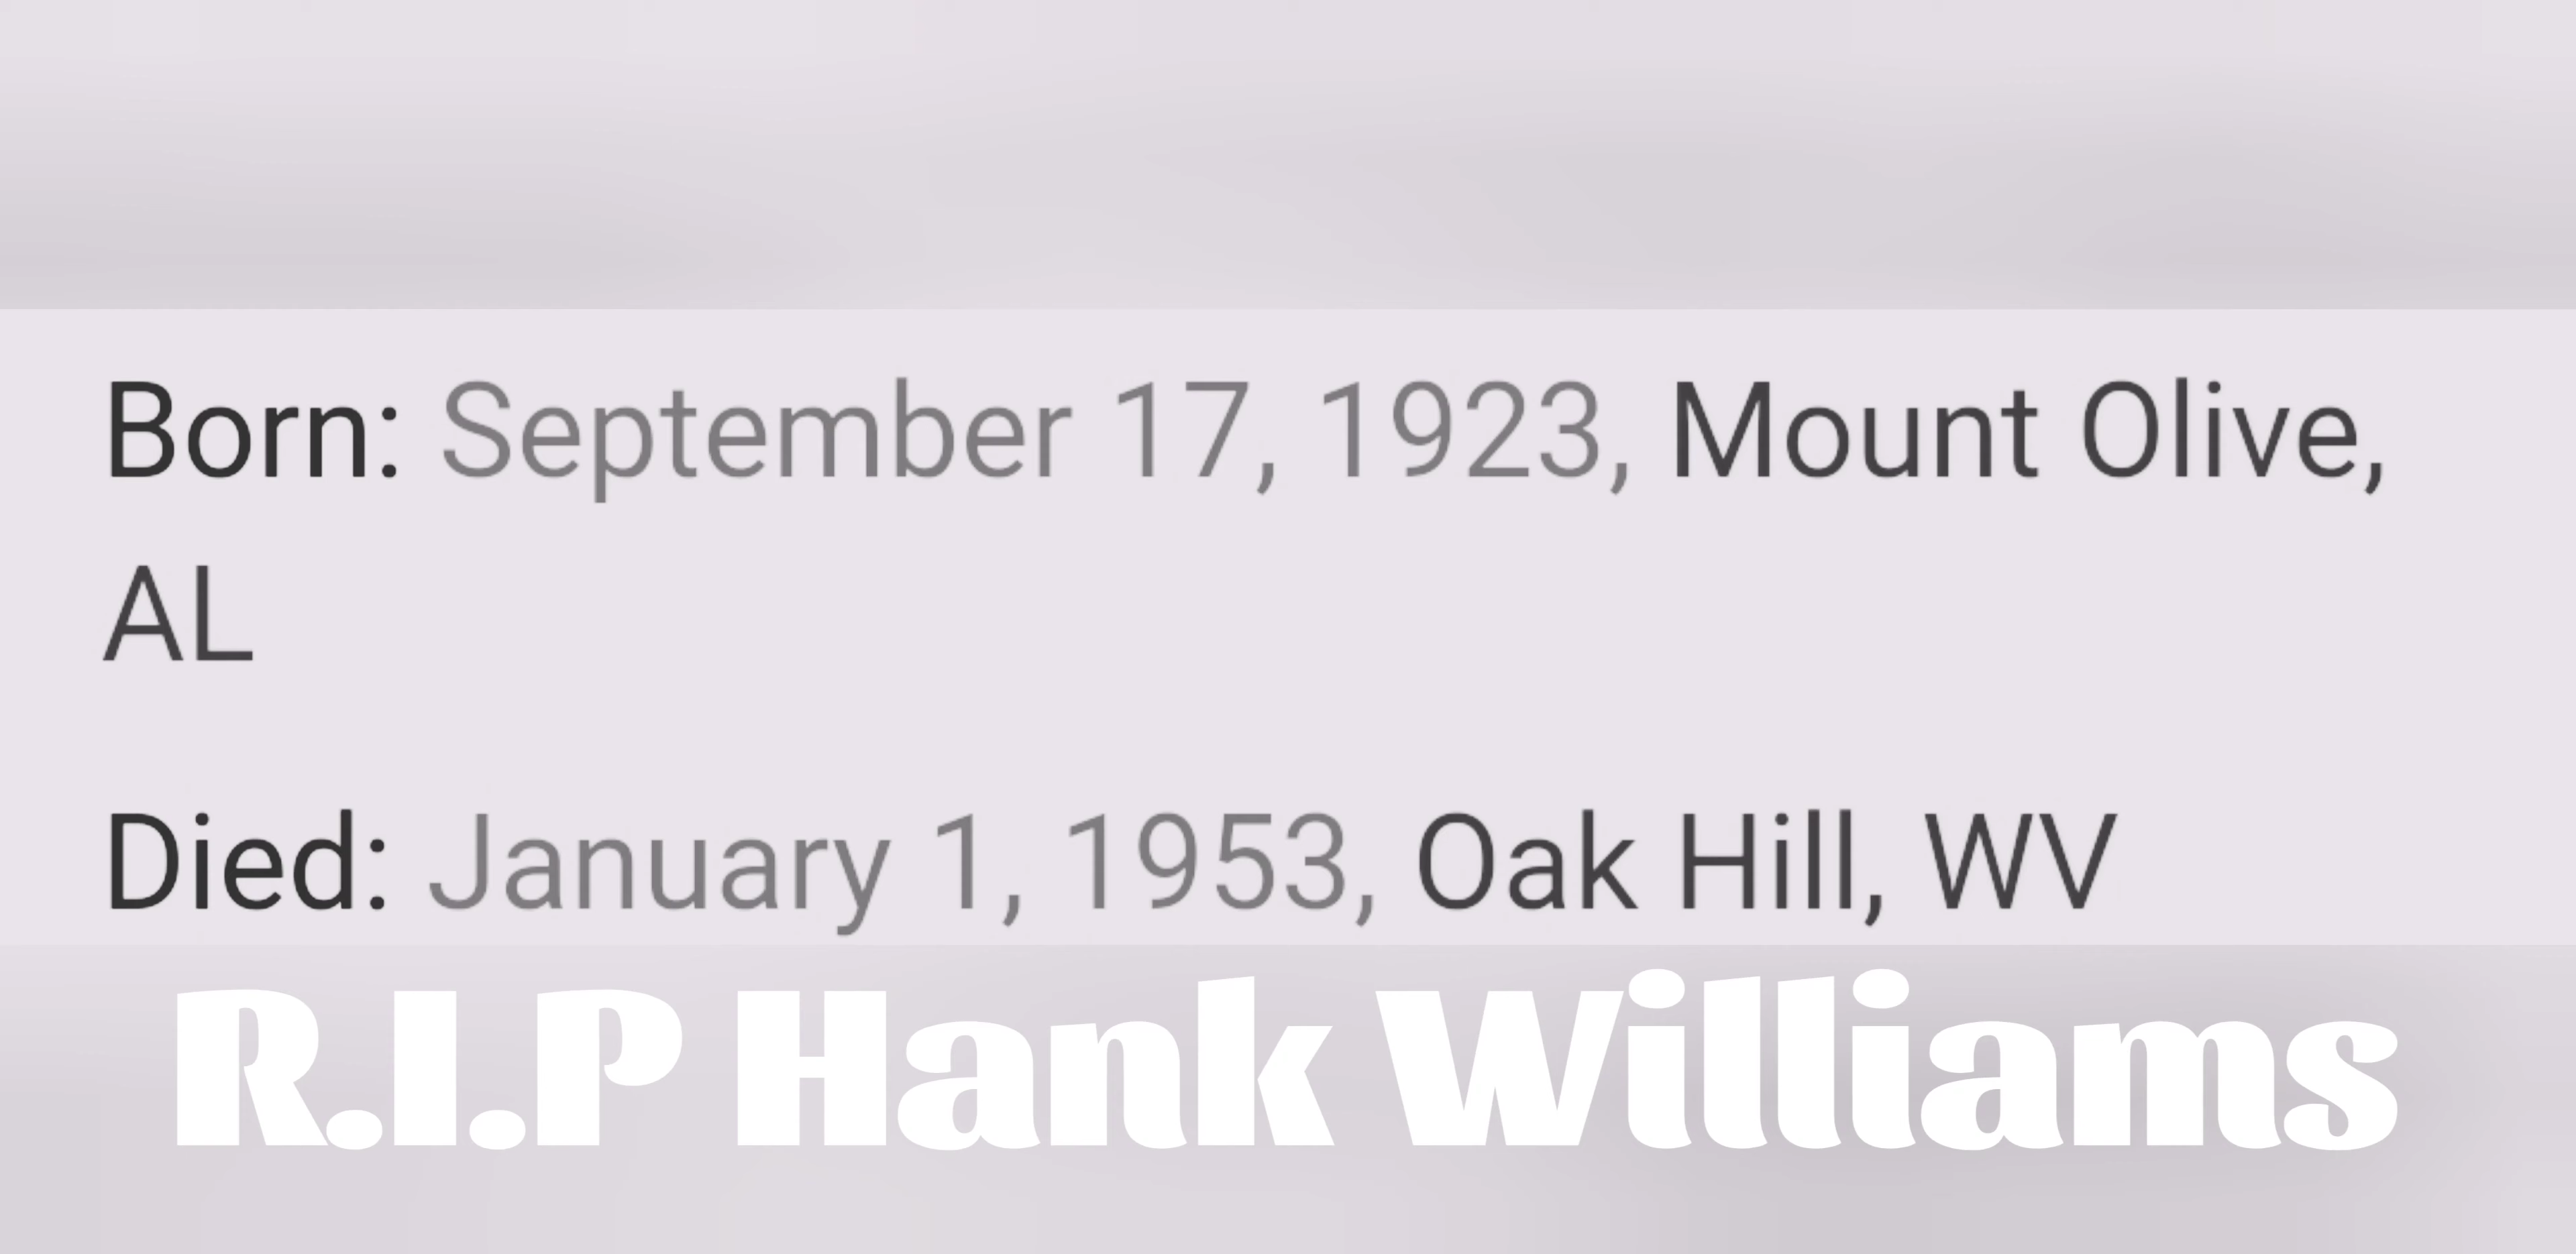 Born: September 17, 1923, Mount Olive,
AL
Died: January 1, 1953, Oak Hill, WV
R.I.P Hank Williams